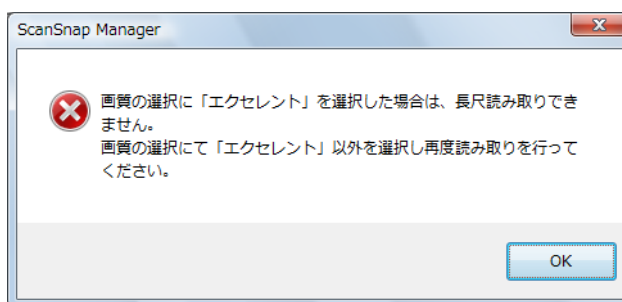 ScanSnap Manager
画質の選択に「エクセレント」を選択した場合は、長尺読み取りでき
ません。
画質の選択にて「エクセレント」以外を選択し再度読み取りを行って
ください。
OK